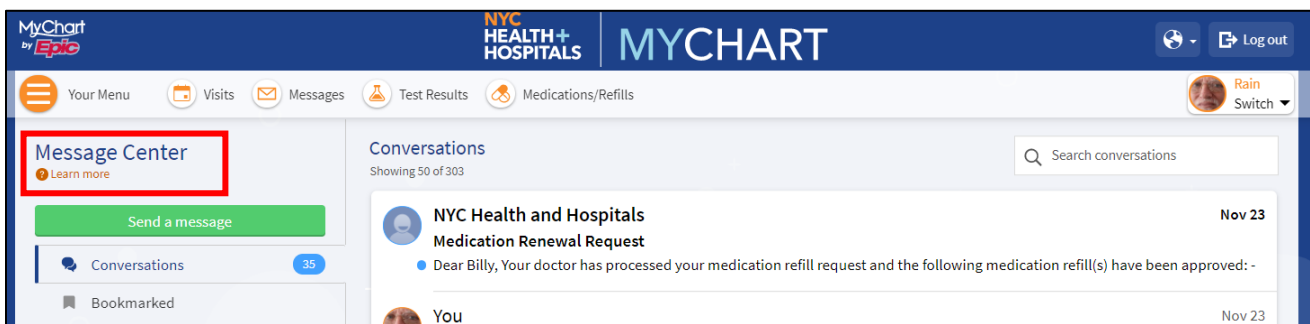 MyChart
by Epic
NYC
HEALTH+
HOSPITALS
MYCHART
Log out
Your Menu
Visits
Messages
Test Results
Medications/Refills
Rain
Switch
Message Center
Learn more
Send a message
Conversations 35
Bookmarked
Conversations
Showing 50 of 303
Search conversations
NYC Health and Hospitals Nov 23
Medication Renewal Request
Dear Billy, Your doctor has processed your medication refill request and the following medication refill(s) have been approved: -
You Nov 23